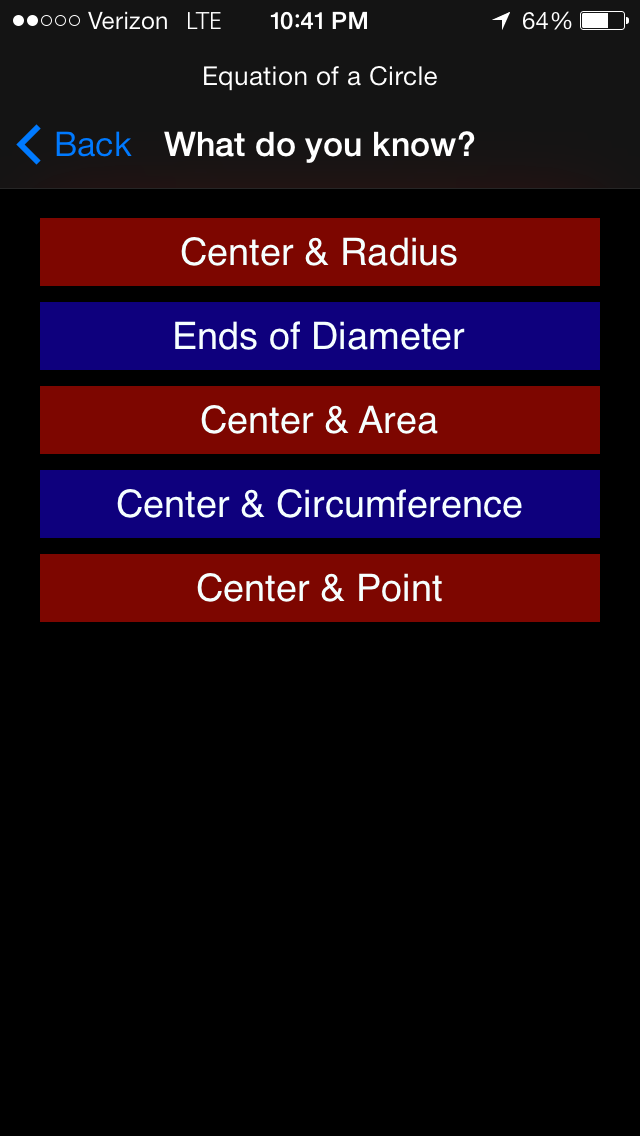 Verizon LTE 10:41 PM 64%
Equation of a Circle
Back What do you know?
Center & Radius
Ends of Diameter
Center & Area
Center & Circumference
Center & Point